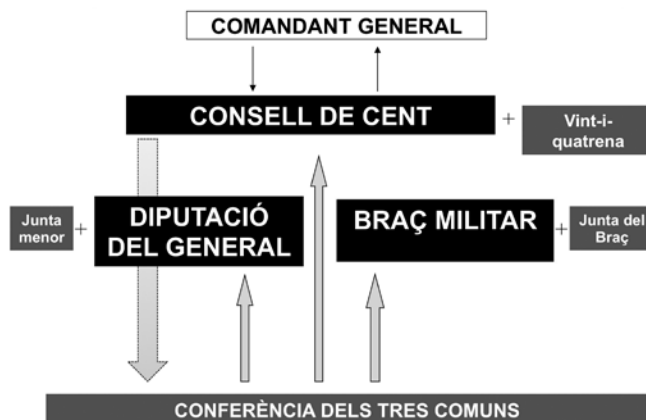 COMANDANT GENERAL
CONSELL DE CENT
+
Vint-i-
quatrena
Junta
menor
+
DIPUTACIÓ
DEL GENERAL
BRAÇ MILITAR
+
Junta del
Braç
CONFERÈNCIA DELS TRES COMUNS